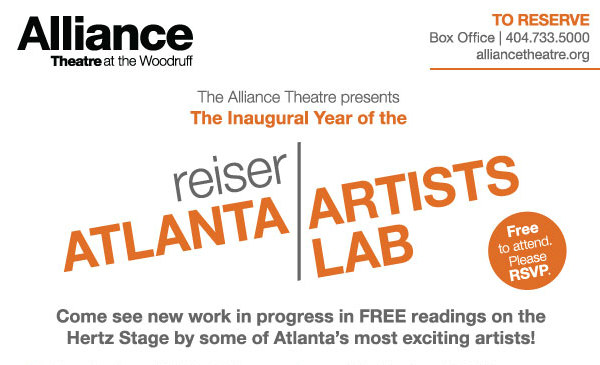 Alliance
Theatre at the Woodruff
TO RESERVE
Box Office | 404.733.5000
alliancetheatre.org
The Alliance Theatre presents
The Inaugural Year of the
reiser
ATLANTA
ARTISTS
LAB
Free
to attend.
Please
RSVP.
Come see new work in progress in FREE readings on the
Hertz Stage by some of Atlanta's most exciting artists!